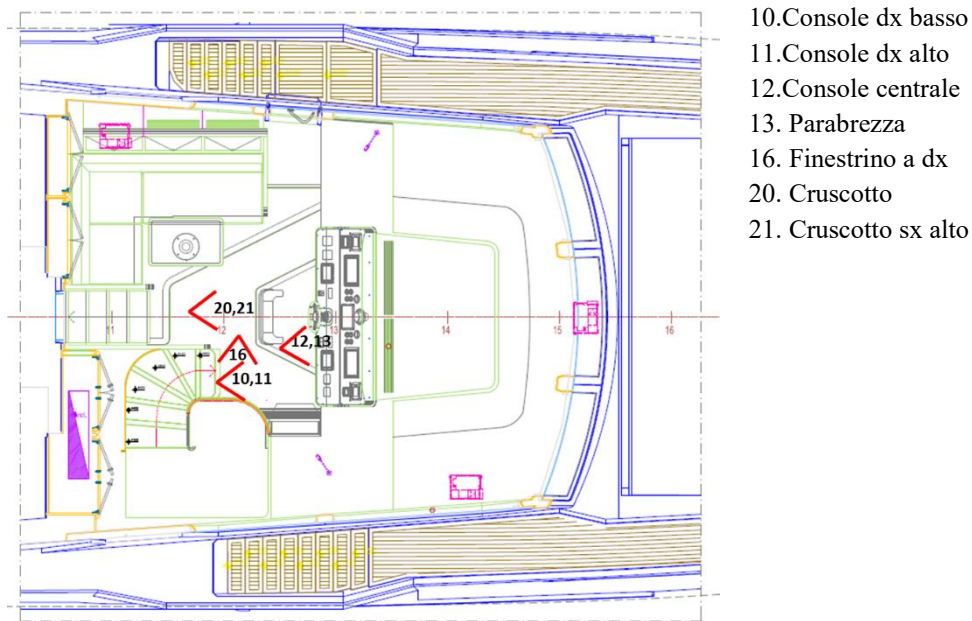 10.Console dx basso
11.Console dx alto
12.Console centrale
13. Parabrezza
16. Finestrino a dx
20. Cruscotto
21. Cruscotto sx alto
20,21
11
12
13
14
15
16
12,13
16
10,11